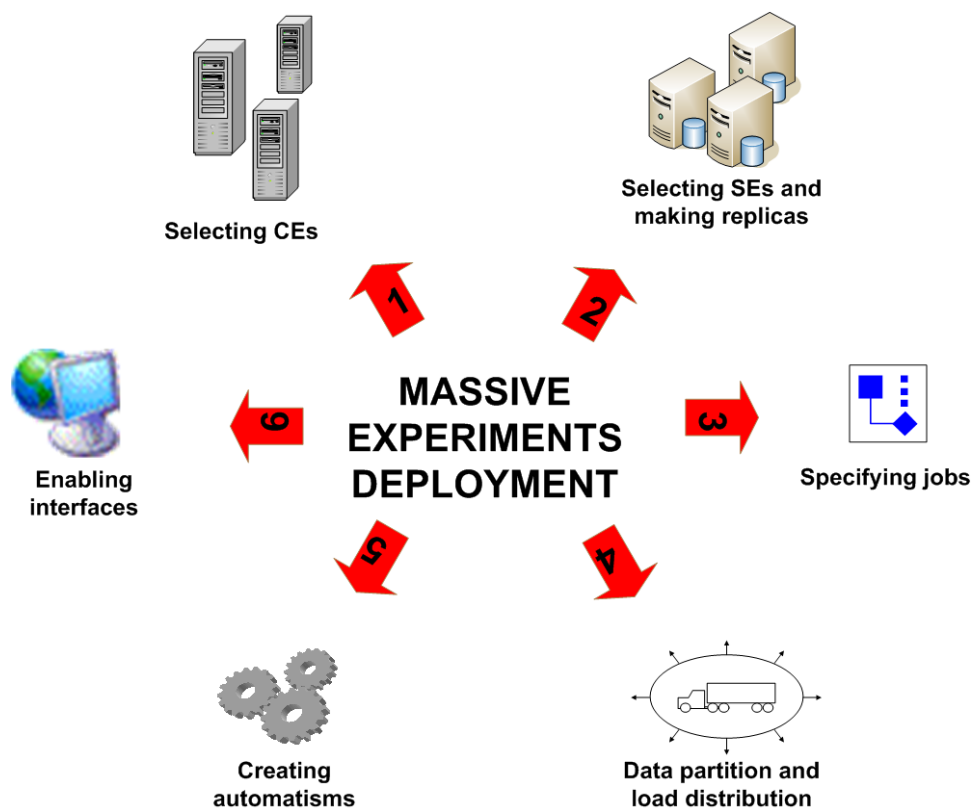 Selecting CEs
Selecting SEs and
making replicas
1
2
MASSIVE
EXPERIMENTS
DEPLOYMENT
3
6
Specifying jobs
Enabling
interfaces
5
4
Creating
automatisms
Data partition and
load distribution